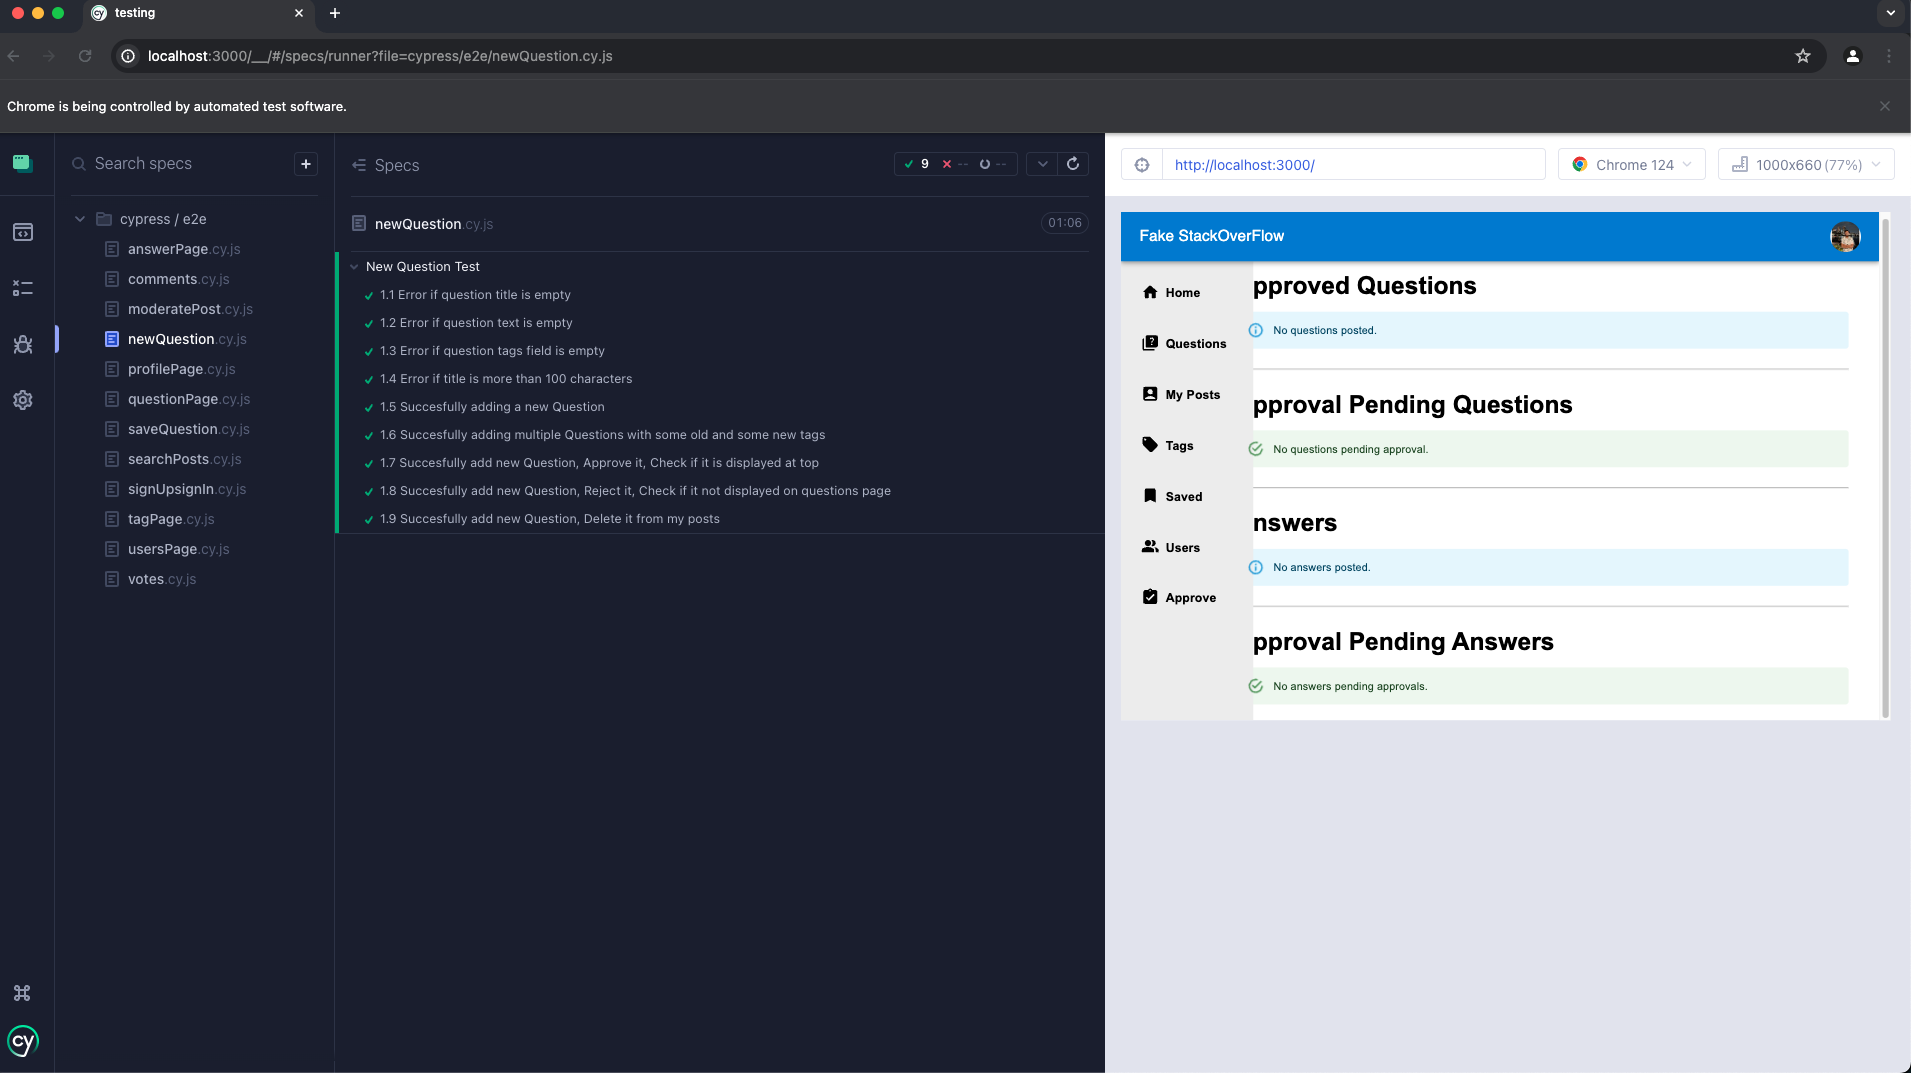 testing
localhost:3000/__/#/specs/runner?file=cypress/e2e/newQuestion.cy.js
Chrome is being controlled by automated test software.
Search specs
cypress / e2e
answerPage.cy.js
comments.cy.js
moderatePost.cy.js
newQuestion.cy.js
profilePage.cy.js
questionPage.cy.js
saveQuestion.cy.js
searchPosts.cy.js
signUpsignIn.cy.js
tagPage.cy.js
usersPage.cy.js
votes.cy.js
cy
Specs
9 -- --
newQuestion.cy.js 01:06
New Question Test
1.1 Error if question title is empty
1.2 Error if question text is empty
1.3 Error if question tags field is empty
1.4 Error if title is more than 100 characters
1.5 Succesfully adding a new Question
1.6 Succesfully adding multiple Questions with some old and some new tags
1.7 Succesfully add new Question, Approve it, Check if it is displayed at top
1.8 Succesfully add new Question, Reject it, Check if it not displayed on questions page
1.9 Succesfully add new Question, Delete it from my posts
http://localhost:3000/ Chrome 124 1000x660 (77%)
Fake StackOverFlow
Home
Questions
My Posts
Tags
Saved
Users
Approve
pproved Questions
No questions posted.
pproval Pending Questions
No questions pending approval.
nswers
No answers posted.
pproval Pending Answers
No answers pending approvals.